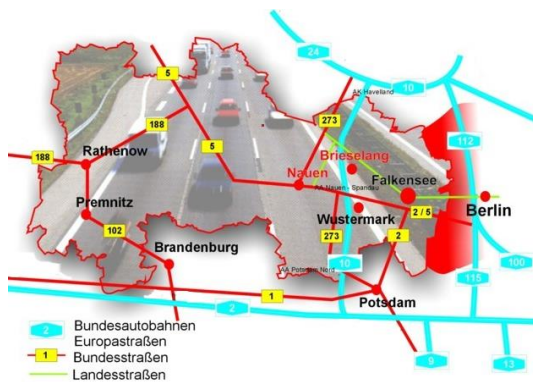 24
10
AK Havelland
5
188
273
112
5
188
Rathenow
Brieselang
Nauen
AA Nauen - Spandau
Falkensee
Premnitz
Wustermark
2 / 5
Berlin
102
273
2
Brandenburg
100
AA Potsdam Nord
10
115
1
Potsdam
2
9
13
2
Bundesautobahnen
Europastraßen
1
Bundesstraßen
Landesstraßen